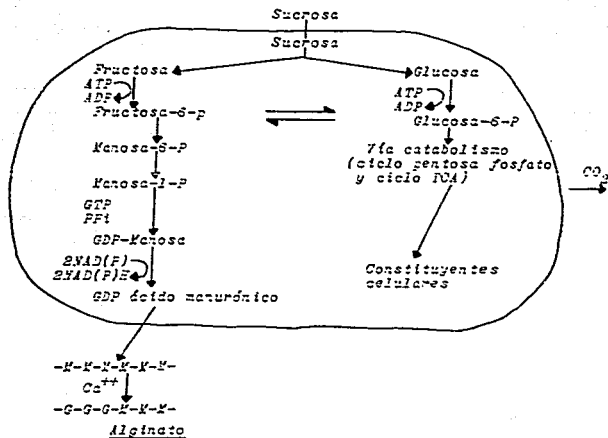 Sucrosa
Sucrosa
Fructosa
ATP
ADP
Fructosa-6-p
Manosa-6-P
Manosa-1-P
GTP
PPi
GDP-Manosa
2NAD(P)
2NAD(P)H
GDP ácido manurónico
Glucosa
ATP
ADP
Glucosa-6-P
Vía catabolismo
(ciclo pentosa fosfato
y ciclo TCA)
CO2
Constituyentes
celulares
-M-M-M-M-M-M-
Ca++
-G-G-G-M-M-M-
Alginato